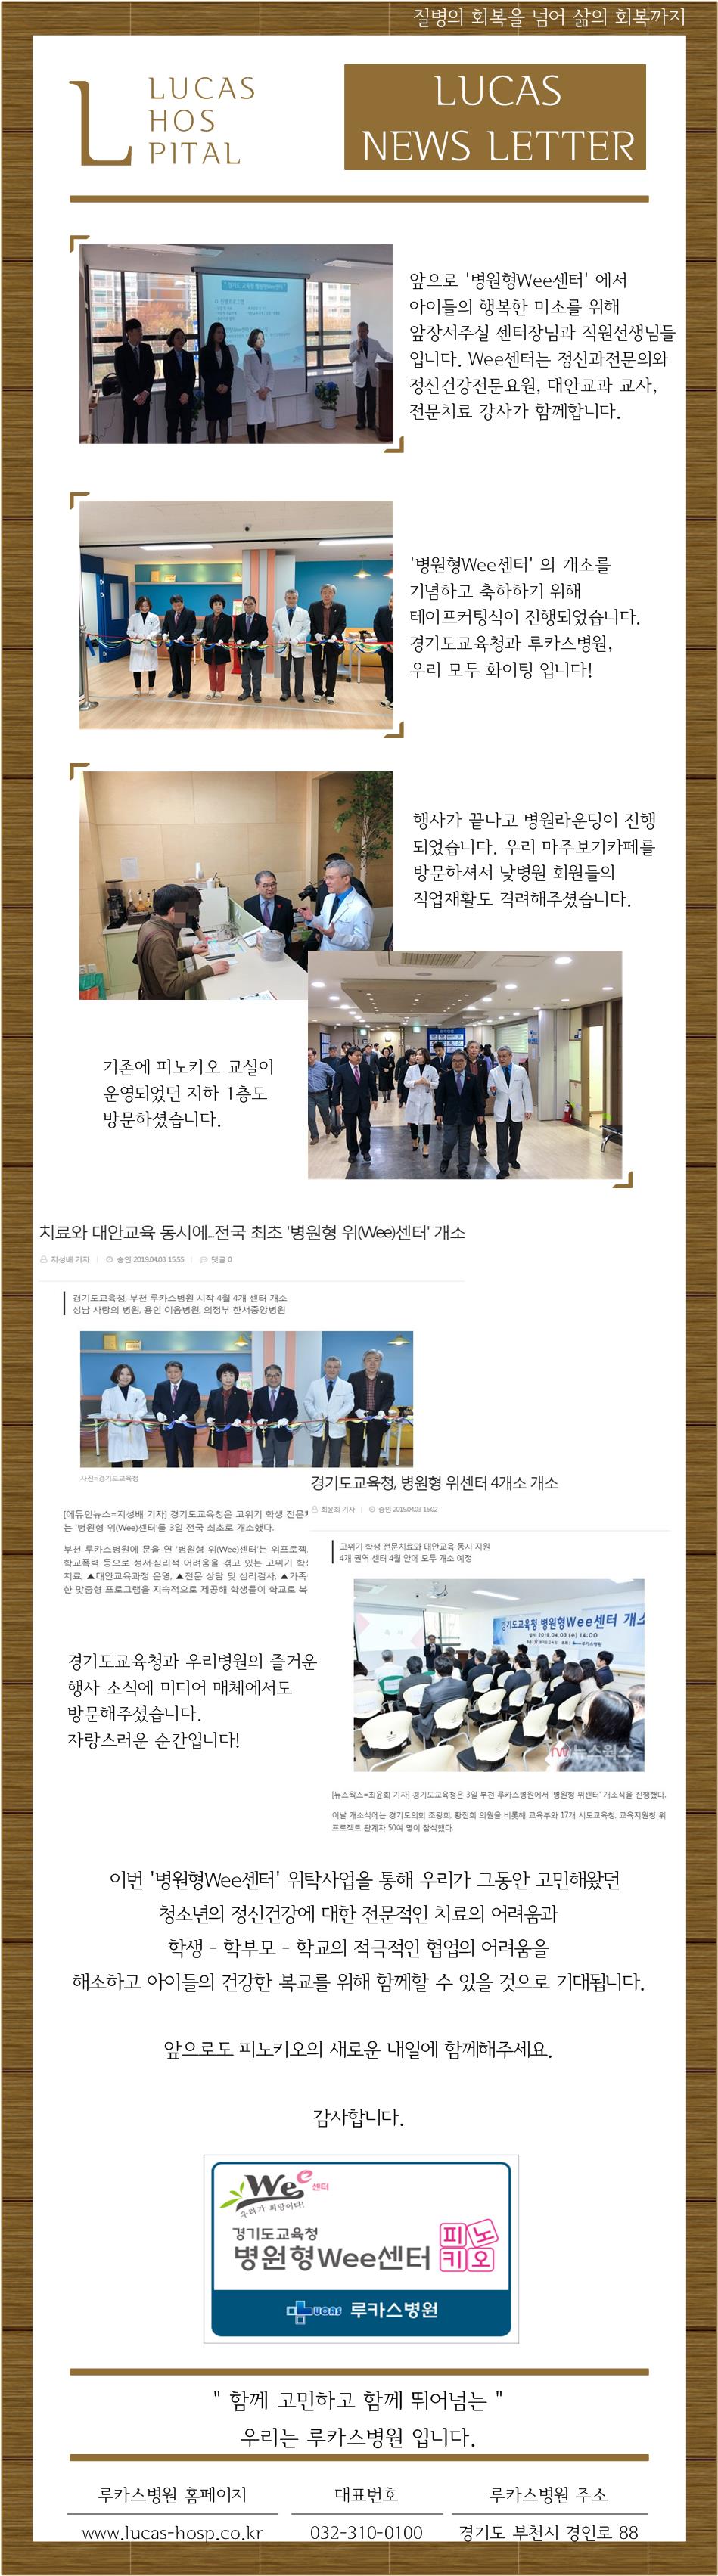 질병의 회복을 넘어 삶의 회복까지
LUCAS
HOS
PITAL
LUCAS
NEWS LETTER
앞으로 '병원형Wee센터' 에서
아이들의 행복한 미소를 위해
앞장서주실 센터장님과 직원선생님들
입니다. Wee센터는 정신과전문의와
정신건강전문요원, 대안교과 교사,
전문치료 강사가 함께합니다.
'병원형Wee센터' 의 개소를
기념하고 축하하기 위해
테이프커팅식이 진행되었습니다.
경기도교육청과 루카스병원,
우리 모두 화이팅 입니다!
행사가 끝나고 병원라운딩이 진행
되었습니다. 우리 마주보기카페를
방문하셔서 낮병원 회원들의
직업재활도 격려해주셨습니다.
기존에 피노키오 교실이
운영되었던 지하 1층도
방문하셨습니다.
치료와 대안교육 동시에...전국 최초 '병원형 위(Wee)센터' 개소
지성배 기자 승인 2019.04.03 15:55 댓글 0
경기도교육청, 부천 루카스병원 시작 4월 4개 센터 개소
성남 사랑의 병원, 용인 이음병원, 의정부 한서중앙병원
사진=경기도교육청
[에듀인뉴스=지성배 기자] 경기도교육청은 고위기 학생 전문
는 '병원형 위(Wee)센터'를 3일 전국 최초로 개소했다.
부천 루카스병원에 문을 연 '병원형 위(Wee)센터'는 위프로젝
학교폭력 등으로 정서·심리적 어려움을 겪고 있는 고위기 학
치료, ▲대안교육과정 운영, ▲전문 상담 및 심리검사, ▲가족
한 맞춤형 프로그램을 지속적으로 제공해 학생들이 학교로 복
경기도교육청, 병원형 위센터 4개소 개소
최윤희 기자 승인 2019.04.03 16:02
고위기 학생 전문치료와 대안교육 동시 지원
4개 권역 센터 4월 안에 모두 개소 예정
교육청 병원형Wee센터 개소
일시: 2019.04.03 (수) 14:00
뉴스웍스
[뉴스웍스=최윤희 기자] 경기도교육청은 3일 부천 루카스병원에서 '병원형 위센터' 개소식을 진행했다.
이날 개소식에는 경기도의회 조광희, 황진희 의원을 비롯해 교육부와 17개 시도교육청, 교육지원청 위
프로젝트 관계자 50여 명이 참석했다.
경기도교육청과 우리병원의 즐거운
행사 소식에 미디어 매체에서도
방문해주셨습니다.
자랑스러운 순간입니다!
이번 '병원형Wee센터' 위탁사업을 통해 우리가 그동안 고민해왔던
청소년의 정신건강에 대한 전문적인 치료의 어려움과
학생 - 학부모 - 학교의 적극적인 협업의 어려움을
해소하고 아이들의 건강한 복교를 위해 함께할 수 있을 것으로 기대됩니다.
앞으로도 피노키오의 새로운 내일에 함께해주세요.
감사합니다.
Wee 센터
우리가 희망이다!
경기도교육청
병원형Wee센터
피노
키오
LUCAS 루카스병원
" 함께 고민하고 함께 뛰어넘는 "
우리는 루카스병원 입니다.
루카스병원 홈페이지 대표번호 루카스병원 주소
www.lucas-hosp.co.kr 032-310-0100 경기도 부천시 경인로 88